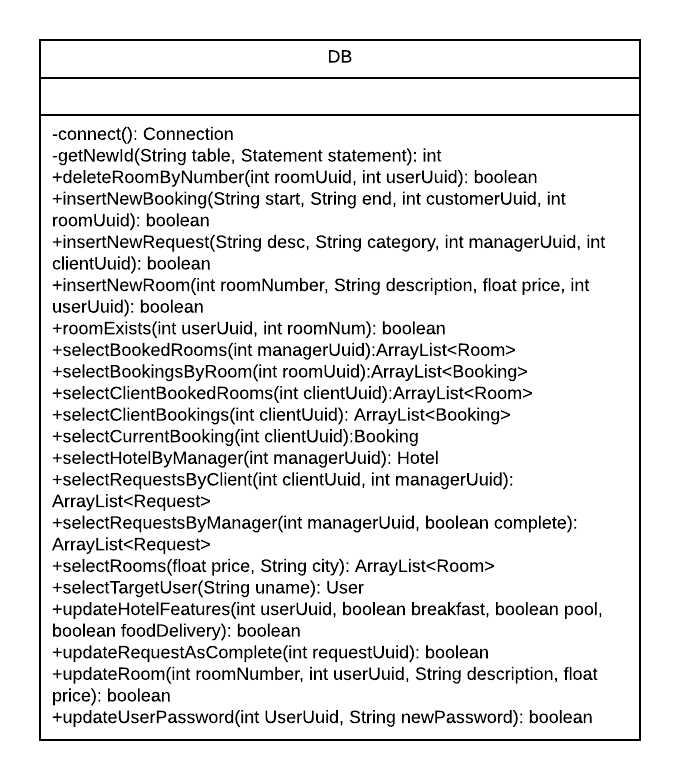 DB
-connect(): Connection
-getNewId(String table, Statement statement): int
+deleteRoomByNumber(int roomUuid, int userUuid): boolean
+insertNewBooking(String start, String end, int customerUuid, int
roomUuid): boolean
+insertNewRequest(String desc, String category, int managerUuid, int
clientUuid): boolean
+insertNewRoom(int roomNumber, String description, float price, int
userUuid): boolean
+roomExists(int userUuid, int roomNum): boolean
+selectBookedRooms(int managerUuid):ArrayList<Room>
+selectBookingsByRoom(int roomUuid):ArrayList<Booking>
+selectClientBookedRooms(int clientUuid):ArrayList<Room>
+selectClientBookings(int clientUuid): ArrayList<Booking>
+selectCurrentBooking(int clientUuid):Booking
+selectHotelByManager(int managerUuid): Hotel
+selectRequestsByClient(int clientUuid, int managerUuid):
ArrayList<Request>
+selectRequestsByManager(int managerUuid, boolean complete):
ArrayList<Request>
+selectRooms(float price, String city): ArrayList<Room>
+selectTargetUser(String uname): User
+updateHotelFeatures(int userUuid, boolean breakfast, boolean pool,
boolean foodDelivery): boolean
+updateRequestAsComplete(int requestUuid): boolean
+updateRoom(int roomNumber, int userUuid, String description, float
price): boolean
+updateUserPassword(int UserUuid, String newPassword): boolean